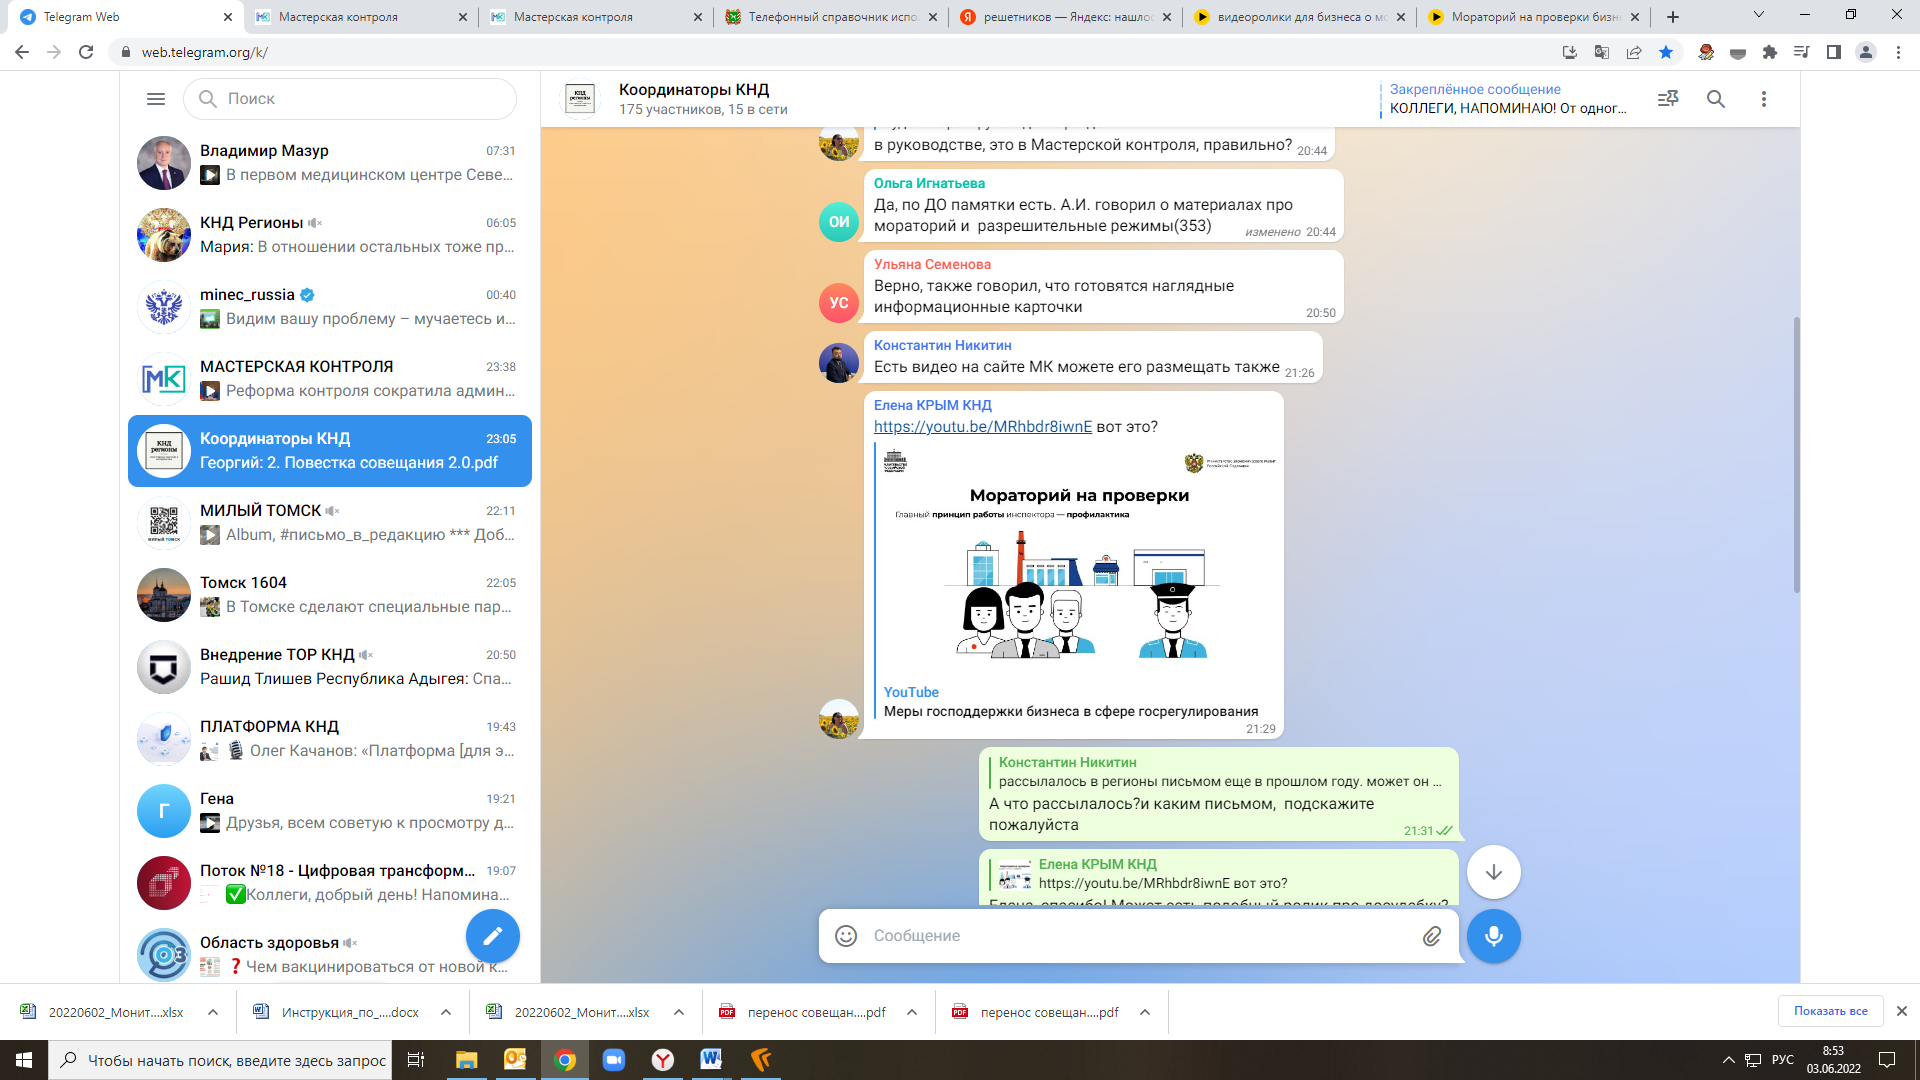 Telegram Web
Мастерская контроля
Мастерская контроля
Телефонный справочник испо
решетников — Яндекс: нашлос
видеоролики для бизнеса о мо
Мораторий на проверки бизн
web.telegram.org/k/
Поиск
Владимир Мазур 07:31
В первом медицинском центре Севе...
КНД Регионы 06:05
Мария: В отношении остальных тоже пр...
minec_russia 00:40
Видим вашу проблему – мучаетесь и...
МАСТЕРСКАЯ КОНТРОЛЯ 23:38
Реформа контроля сократила админ...
Координаторы КНД 23:05
Георгий: 2. Повестка совещания 2.0.pdf
МИЛЫЙ ТОМСК 22:11
Album, #письмо_в_редакцию *** Доб...
Томск 1604 22:05
В Томске сделают специальные пар...
Внедрение ТОР КНД 20:50
Рашид Тлишев Республика Адыгея: Спа...
ПЛАТФОРМА КНД 19:43
Олег Качанов: «Платформа [для э...
Г
Гена 19:21
Друзья, всем советую к просмотру д...
Поток №18 - Цифровая трансформ... 19:07
Коллеги, добрый день! Напомина...
Область здоровья
Чем вакцинироваться от новой к...
Координаторы КНД
175 участников, 15 в сети
Закреплённое сообщение
КОЛЛЕГИ, НАПОМИНАЮ! От одног...
в руководстве, это в Мастерской контроля, правильно? 20:44
ОИ
Ольга Игнатьева
Да, по ДО памятки есть. А.И. говорил о материалах про
мораторий и разрешительные режимы(353) изменено 20:44
УС
Ульяна Семенова
Верно, также говорил, что готовятся наглядные
информационные карточки 20:50
Константин Никитин
Есть видео на сайте МК можете его размещать также 21:26
Елена КРЫМ КНД
https://youtu.be/MRhbdr8iwnE вот это?
Мораторий на проверки
Главный принцип работы инспектора — профилактика
YouTube
Меры господдержки бизнеса в сфере госрегулирования
21:29
Константин Никитин
рассылалось в регионы письмом еще в прошлом году. может он ...
А что рассылалось?и каким письмом, подскажите
пожалуйста 21:31
Елена КРЫМ КНД
https://youtu.be/MRhbdr8iwnE вот это?
Елена, спасибо! Может есть подобный ролик про досудебку?
Сообщение
20220602_Монит....xlsx
Инструкция_по_....docx
20220602_Монит....xlsx
перенос совещан....pdf
перенос совещан....pdf
Показать все
Чтобы начать поиск, введите здесь запрос
РУС
8:53
03.06.2022